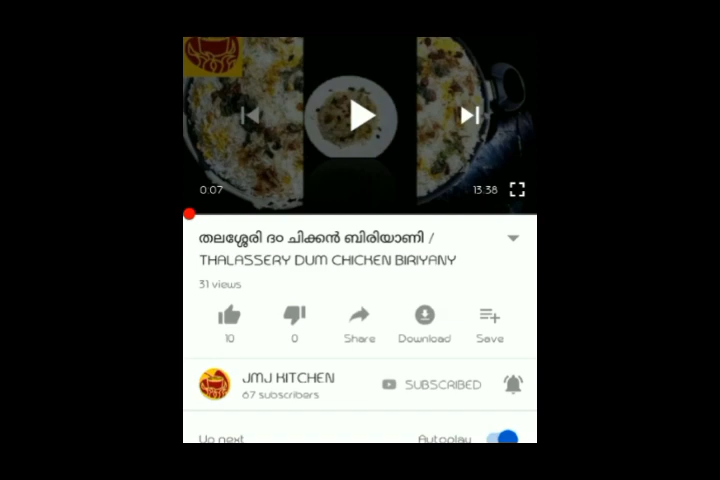 0:07
13:38
തലശ്ശേരി ദം ചിക്കൻ ബിരിയാണി /
THALASSERY DUM CHICKEN BIRIYANY
31 views
10
0
Share
Download
Save
JMJ KITCHEN
SUBSCRIBED
67 subscribers
Up next
Autoplay